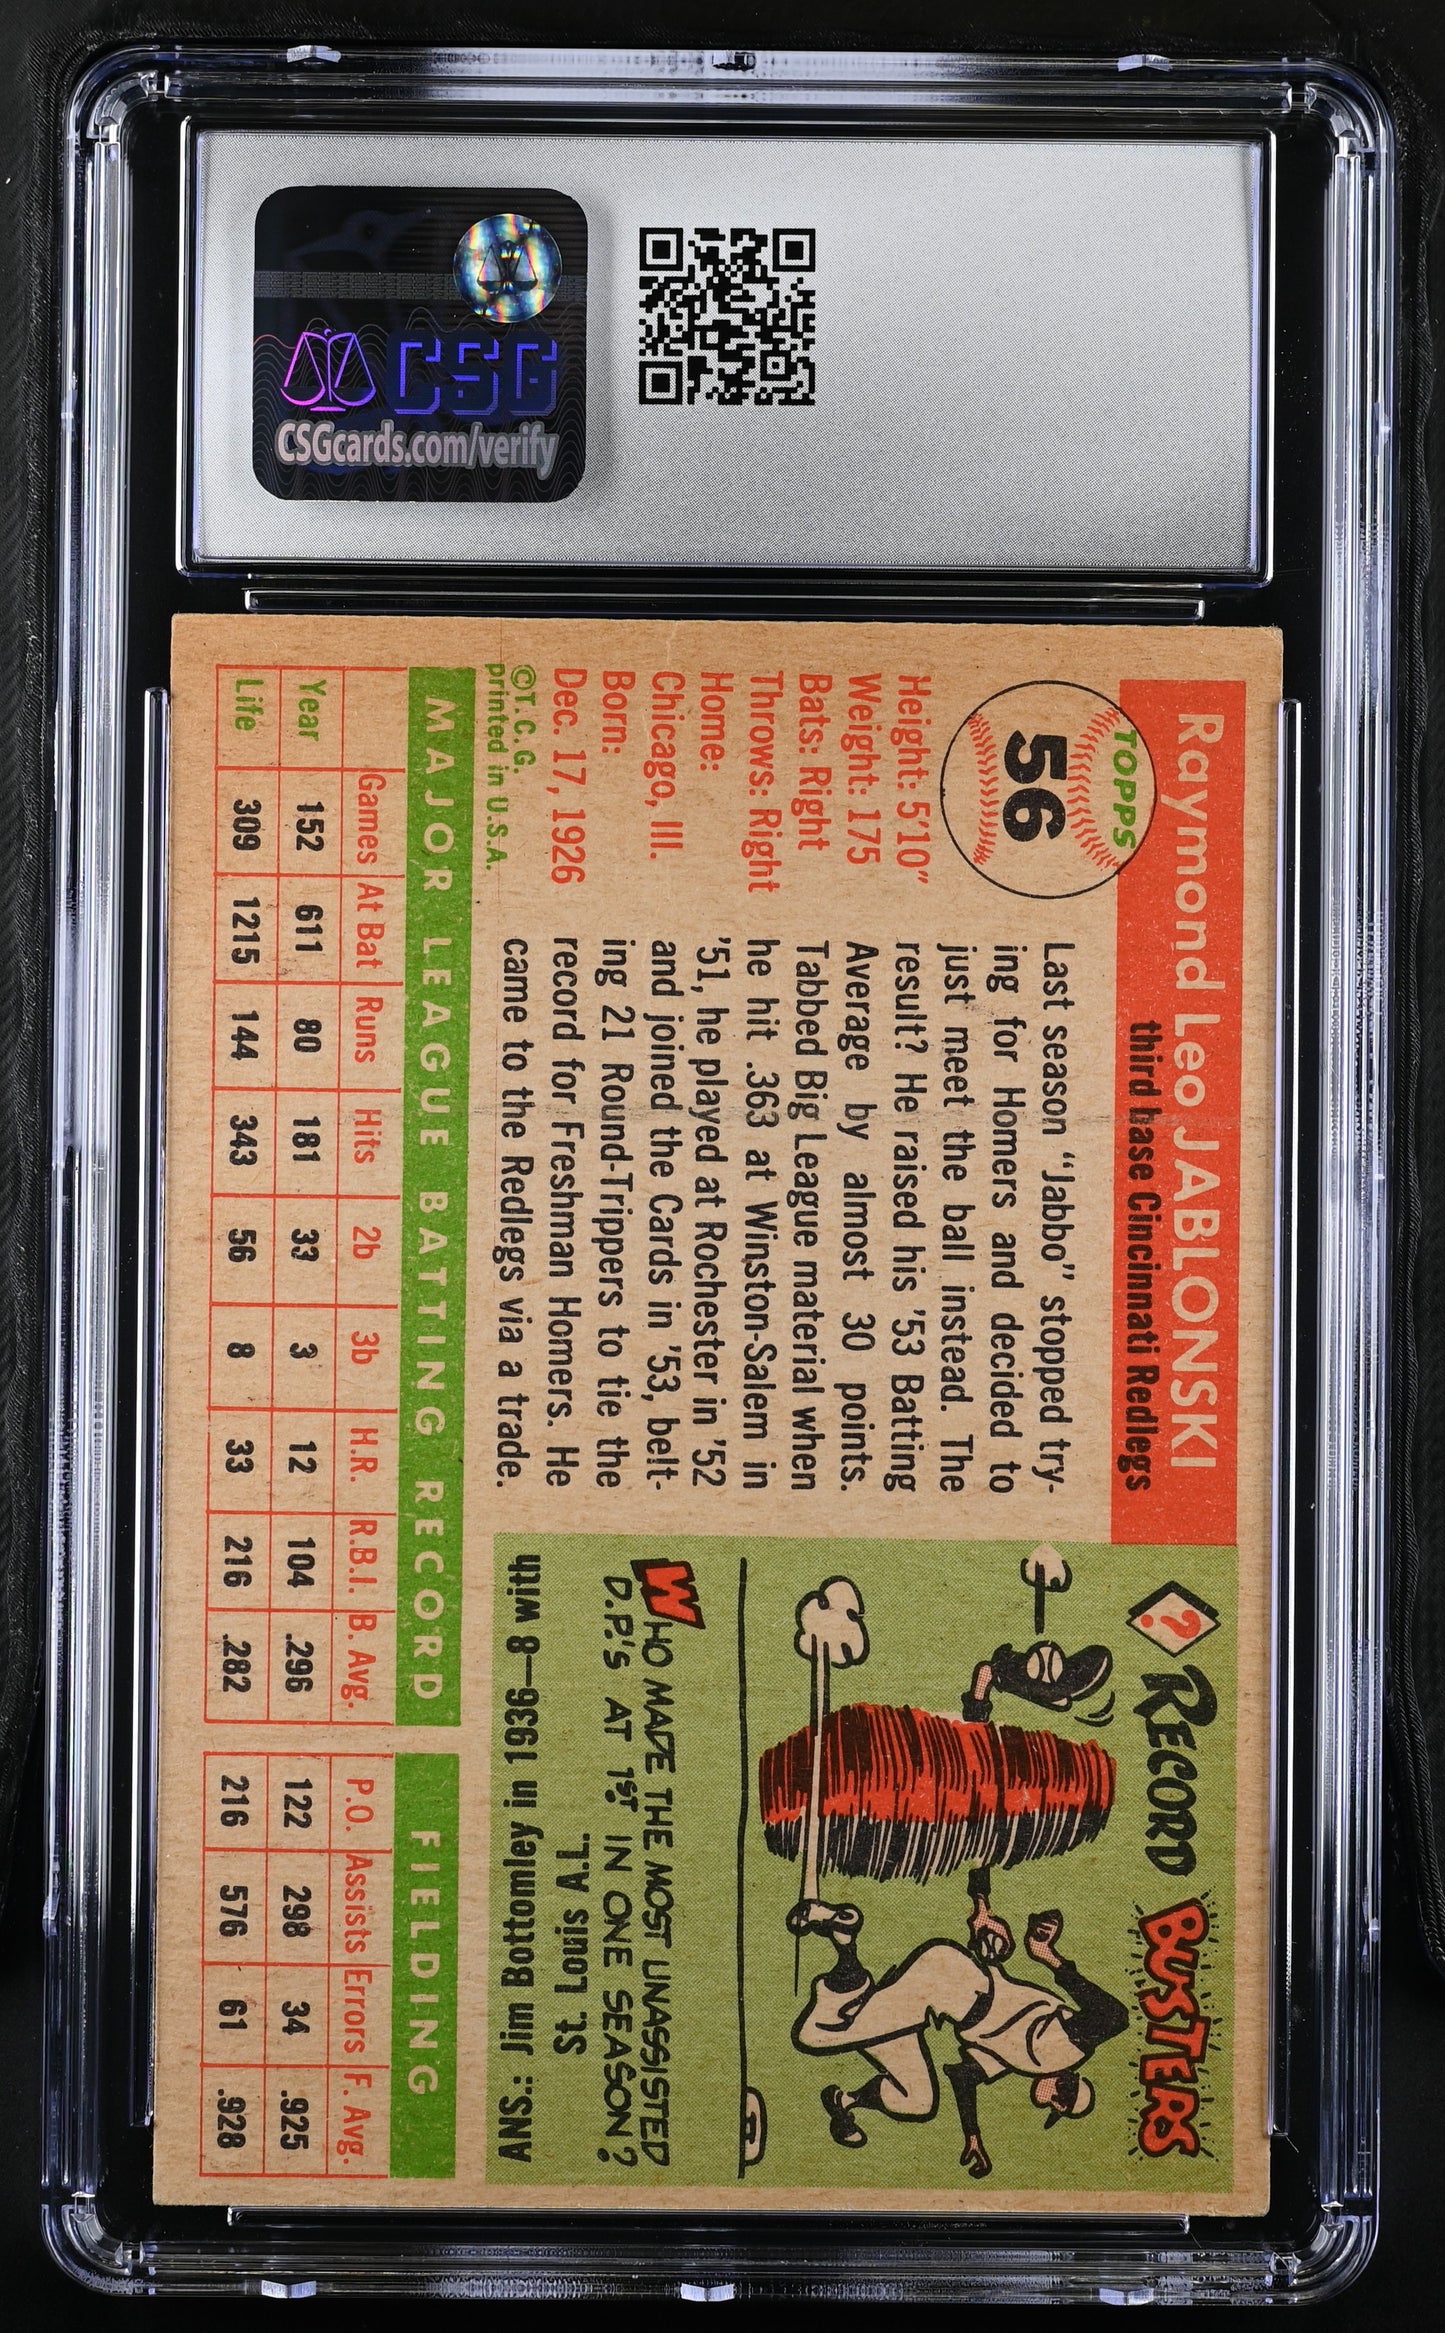 CSG
CSGcards.com/verify
Raymond Leo JABLONSKI
third base Cincinnati Redlegs
TOPPS
56
Height: 5'10"
Weight: 175
Bats: Right
Throws: Right
Home:
Chicago, Ill.
Born:
Dec. 17, 1926
©T.C.G.
printed in U.S.A.
Last season "Jabbo" stopped try-
ing for Homers and decided to
just meet the ball instead. The
result? He raised his '53 Batting
Average by almost 30 points.
Tabbed Big League material when
he hit .363 at Winston-Salem in
'51, he played at Rochester in '52
and joined the Cards in '53, belt-
ing 21 Round-Trippers to tie the
record for Freshman Homers. He
came to the Redlegs via a trade.
? RECORD BUSTERS
WHO MADE THE MOST UNASSISTED
D.P.'S AT 1ST IN ONE SEASON?
St Louis A.L.
ANS.: Jim Bottomley in 1936—8 with
MAJOR LEAGUE BATTING RECORD
Games At Bat Runs Hits 2b 3b H.R. R.B.I. B. Avg.
Year 152 611 80 181 33 3 12 104 .296
Life 309 1215 144 343 56 8 33 216 .282
FIELDING
P.O. Assists Errors F. Avg.
122 298 34 .925
216 576 61 .928